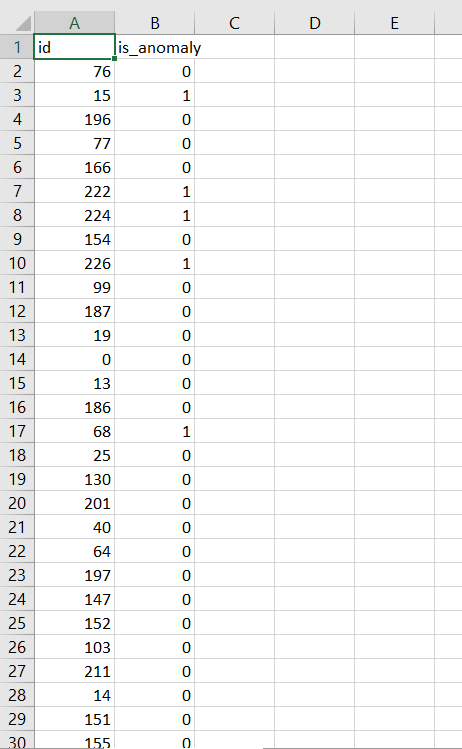 A B C D E
1 id is_anomaly
2 76 0
3 15 1
4 196 0
5 77 0
6 166 0
7 222 1
8 224 1
9 154 0
10 226 1
11 99 0
12 187 0
13 19 0
14 0 0
15 13 0
16 186 0
17 68 1
18 25 0
19 130 0
20 201 0
21 40 0
22 64 0
23 197 0
24 147 0
25 152 0
26 103 0
27 211 0
28 14 0
29 151 0
30 155 0